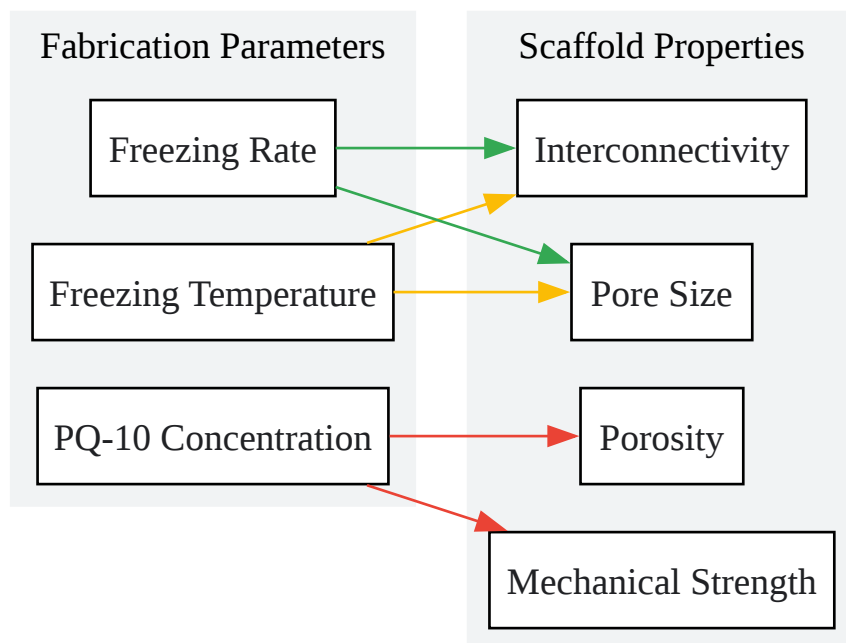 Fabrication Parameters
Freezing Rate
Freezing Temperature
PQ-10 Concentration
Scaffold Properties
Interconnectivity
Pore Size
Porosity
Mechanical Strength